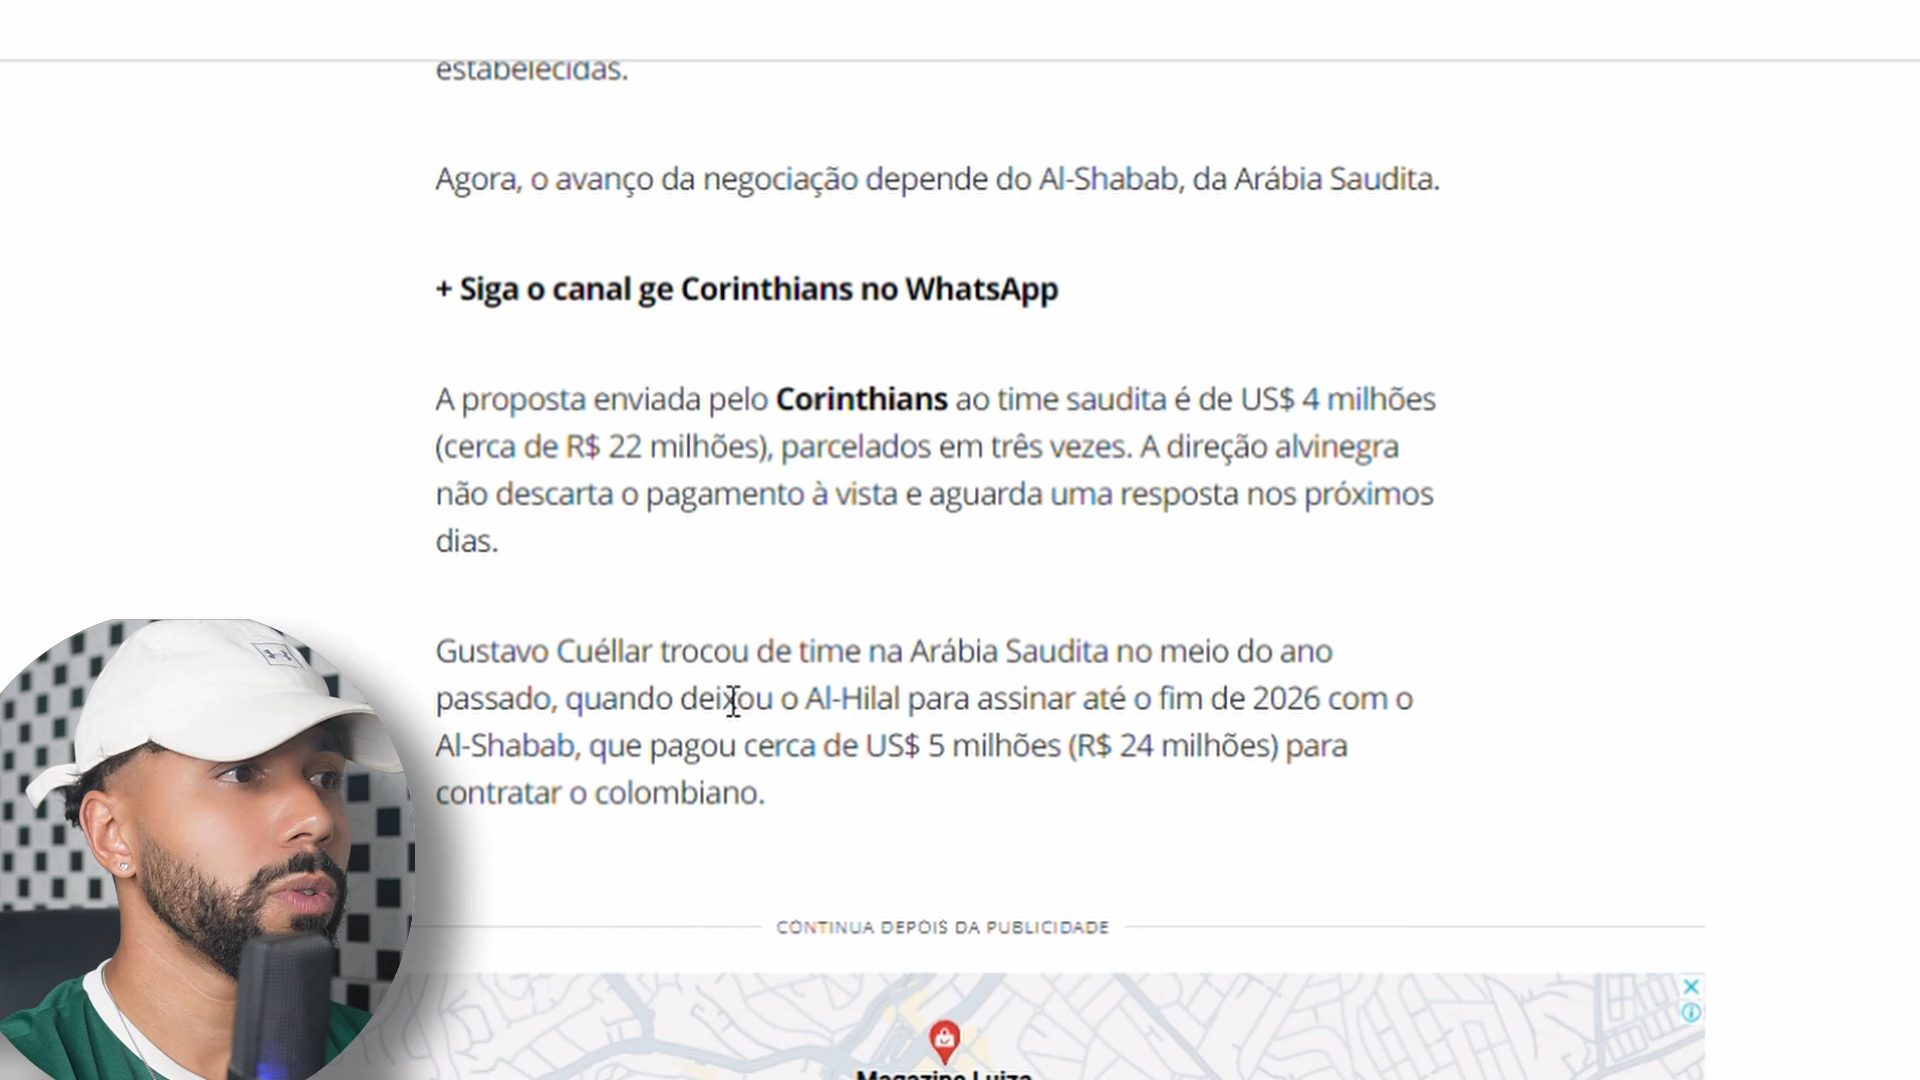 estabelecidas.
Agora, o avanço da negociação depende do Al-Shabab, da Arábia Saudita.
+ Siga o canal ge Corinthians no WhatsApp
A proposta enviada pelo Corinthians ao time saudita é de US$ 4 milhões
(cerca de R$ 22 milhões), parcelados em três vezes. A direção alvinegra
não descarta o pagamento à vista e aguarda uma resposta nos próximos
dias.
Gustavo Cuéllar trocou de time na Arábia Saudita no meio do ano
passado, quando deixou o Al-Hilal para assinar até o fim de 2026 com o
Al-Shabab, que pagou cerca de US$ 5 milhões (R$ 24 milhões) para
contratar o colombiano.
CONTINUA DEPOIS DA PUBLICIDADE
Magazine Luiza